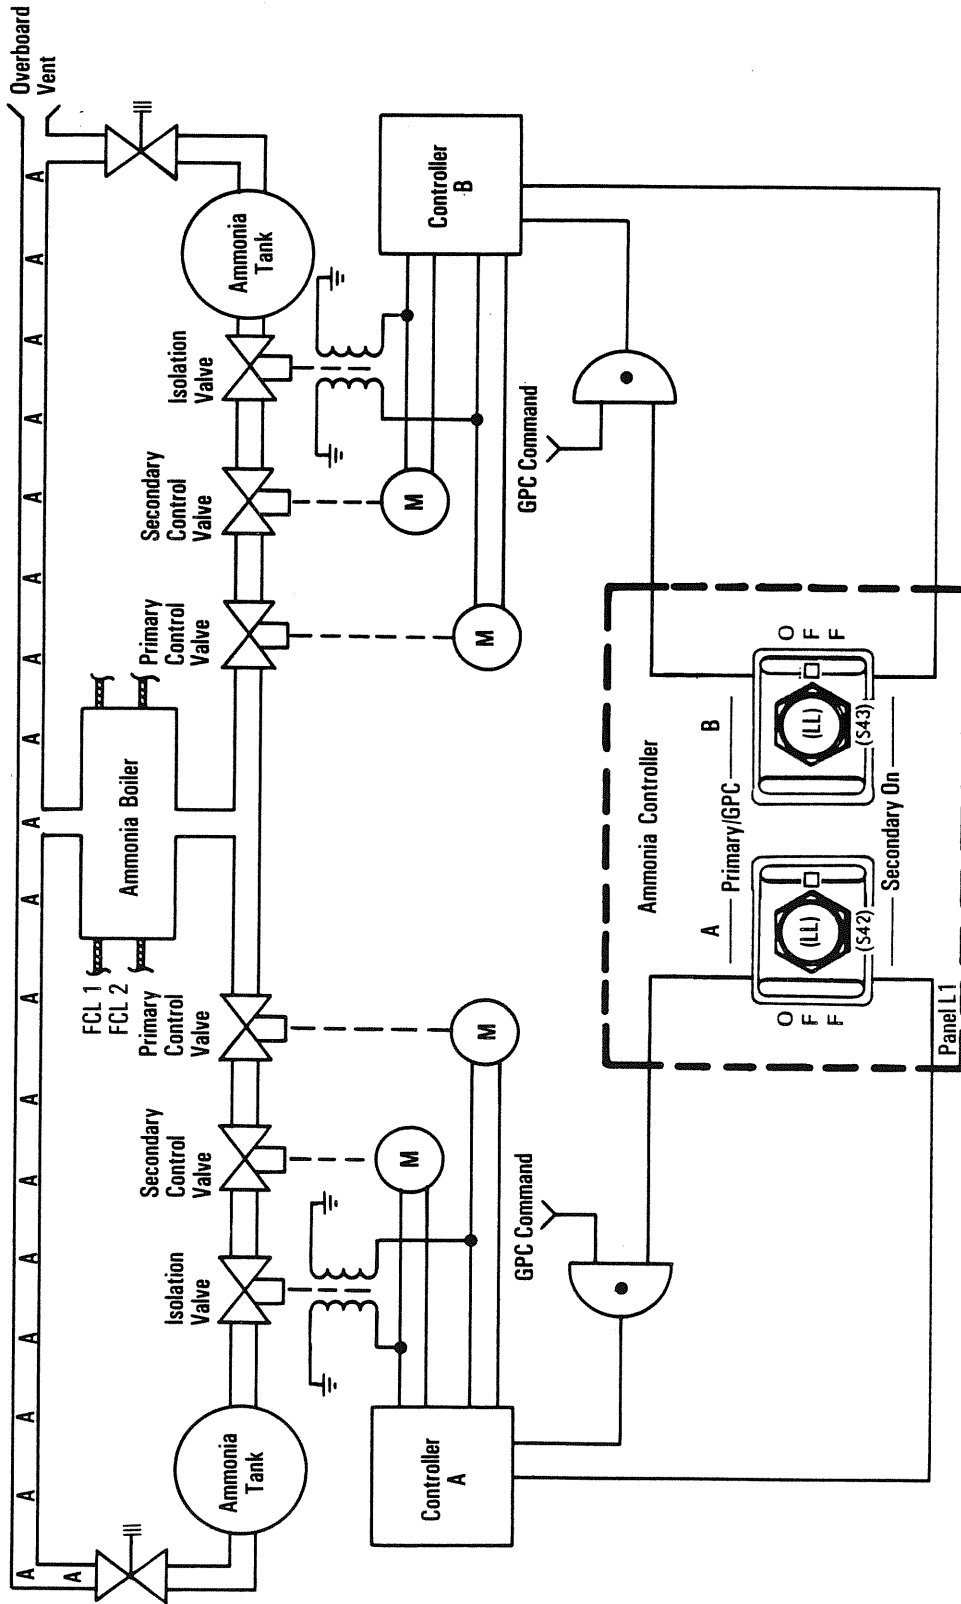 Overboard
Vent
A A A A A A A A A A A A A A A A A A A
A
Ammonia
Tank
Isolation
Valve
Secondary
Control
Valve
Primary
Control
Valve
FCL 1
FCL 2
Ammonia Boiler
Primary
Control
Valve
Secondary
Control
Valve
Isolation
Valve
Ammonia
Tank
Controller
A
M
M
M
M
Controller
B
GPC Command
GPC Command
Ammonia Controller
A
B
Primary/GPC
OFF
(LL)
(S42)
(LL)
(S43)
OFF
Secondary On
Panel L1